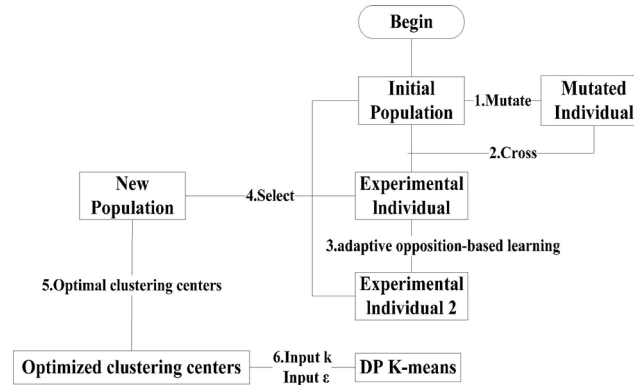 Begin
Initial
Population
1.Mutate
Mutated
Individual
2.Cross
New
Population
4.Select
Experimental
Individual
3.adaptive opposition-based learning
Experimental
Individual 2
5.Optimal clustering centers
Optimized clustering centers
6.Input k
Input ε
DP K-means